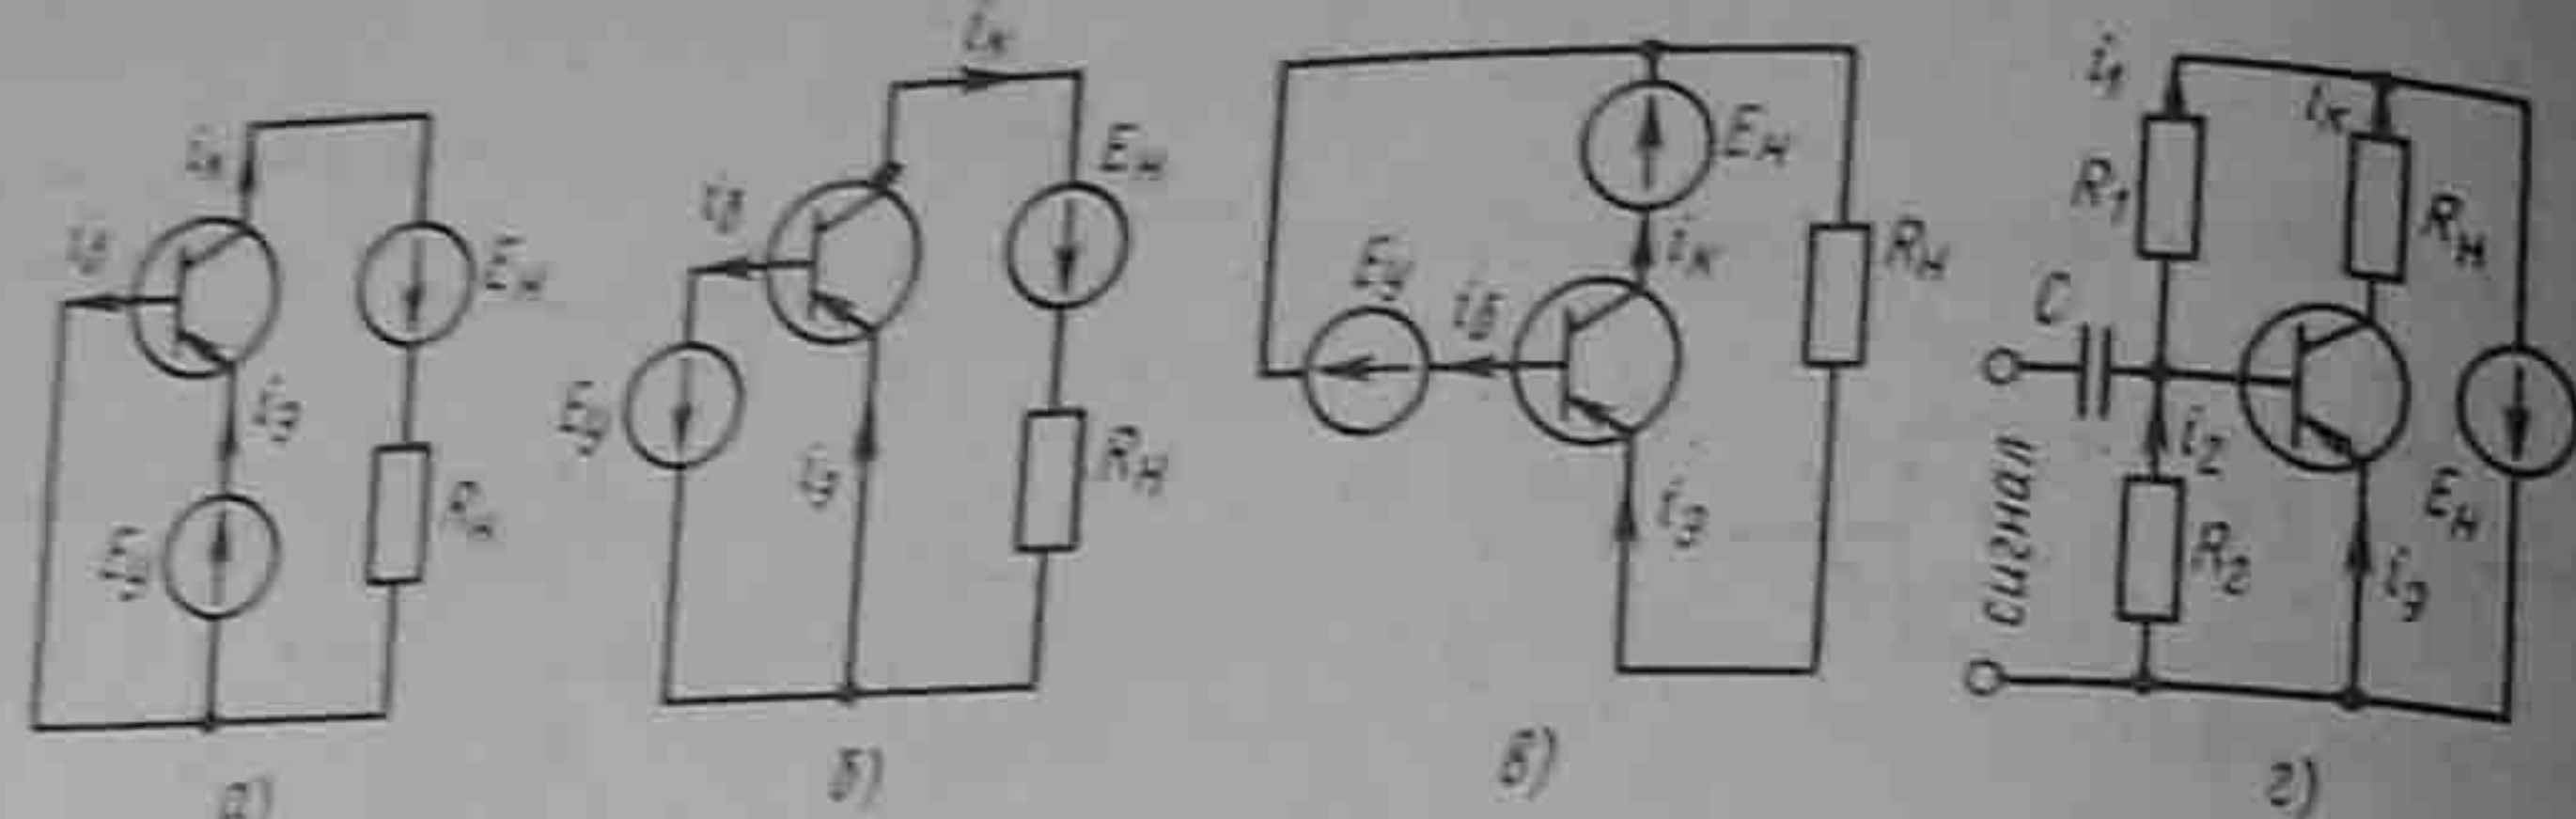 iк
iб
Eн
iэ
Eу
Rн
а)
iк
iб
Eн
Eу
iэ
Rн
б)
Eн
iк
Eу
iб
Rн
iэ
в)
i₁
iк
R₁
Rн
C
i₂
сигнал
R₂
Eн
iэ
г)